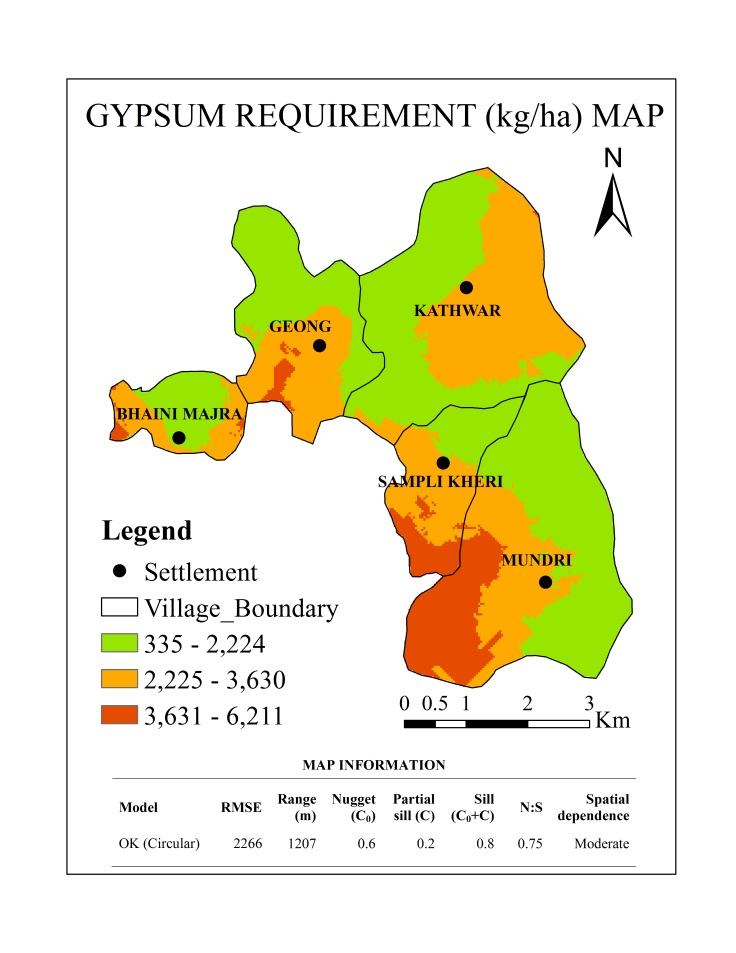 GYPSUM REQUIREMENT (kg/ha) MAP
N
KATHWAR
GEONG
BHAINI MAJRA
SAMPLI KHERI
MUNDRI
Legend
Settlement
Village_Boundary
335 - 2,224
2,225 - 3,630
3,631 - 6,211
0 0.5 1 2 3
Km
MAP INFORMATION
Model RMSE Range (m) Nugget (C₀) Partial sill (C) Sill (C₀+C) N:S Spatial dependence
OK (Circular) 2266 1207 0.6 0.2 0.8 0.75 Moderate